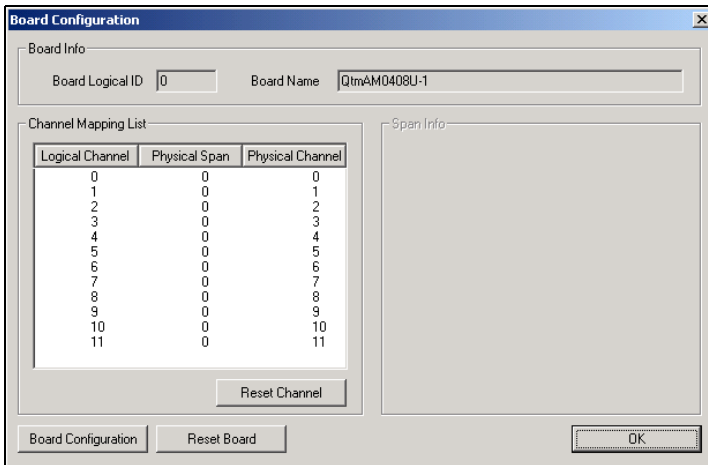 Board Configuration
Board Info
Board Logical ID 0 Board Name QtmAM0408U-1
Channel Mapping List
Span Info
Logical Channel Physical Span Physical Channel
0 0 0
1 0 1
2 0 2
3 0 3
4 0 4
5 0 5
6 0 6
7 0 7
8 0 8
9 0 9
10 0 10
11 0 11
Reset Channel
Board Configuration Reset Board OK